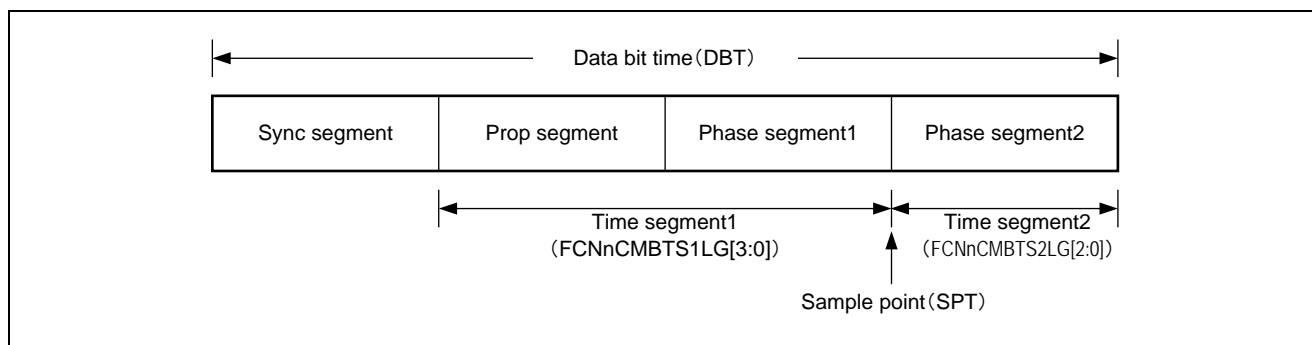 Data bit time（DBT）
Sync segment
Prop segment
Phase segment1
Phase segment2
Time segment1
（FCNnCMBTS1LG[3:0]）
Time segment2
（FCNnCMBTS2LG[2:0]）
Sample point（SPT）